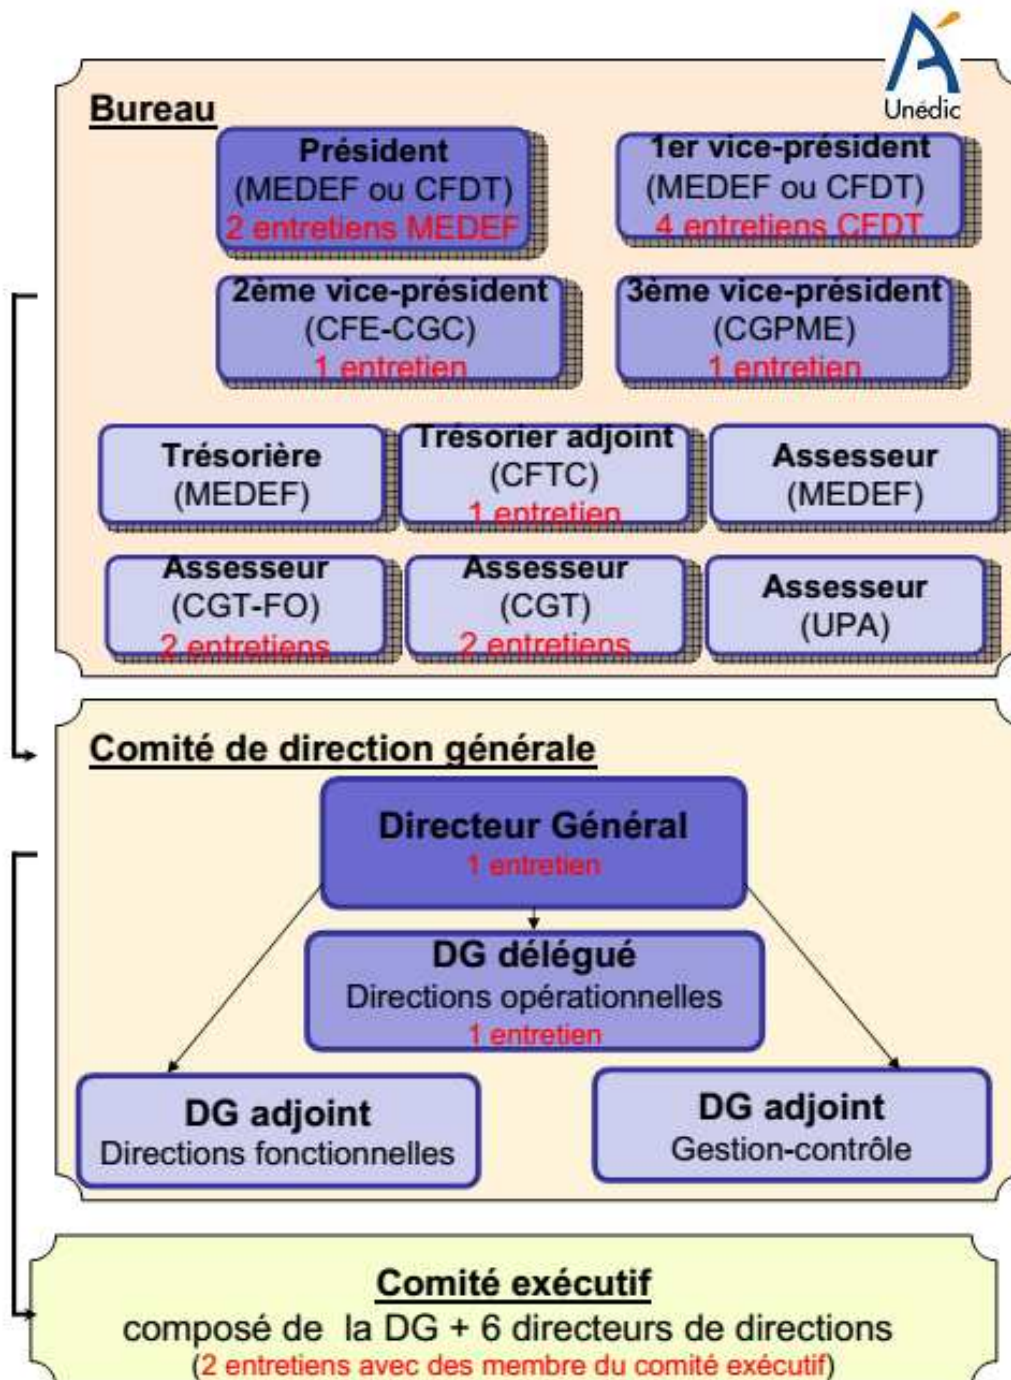 Unédic
Bureau
Président
(MEDEF ou CFDT)
2 entretiens MEDEF
1er vice-président
(MEDEF ou CFDT)
4 entretiens CFDT
2ème vice-président
(CFE-CGC)
1 entretien
3ème vice-président
(CGPME)
1 entretien
Trésorière
(MEDEF)
Trésorier adjoint
(CFTC)
1 entretien
Assesseur
(MEDEF)
Assesseur
(CGT-FO)
2 entretiens
Assesseur
(CGT)
2 entretiens
Assesseur
(UPA)
Comité de direction générale
Directeur Général
1 entretien
DG délégué
Directions opérationnelles
1 entretien
DG adjoint
Directions fonctionnelles
DG adjoint
Gestion-contrôle
Comité exécutif
composé de la DG + 6 directeurs de directions
(2 entretiens avec des membre du comité exécutif)